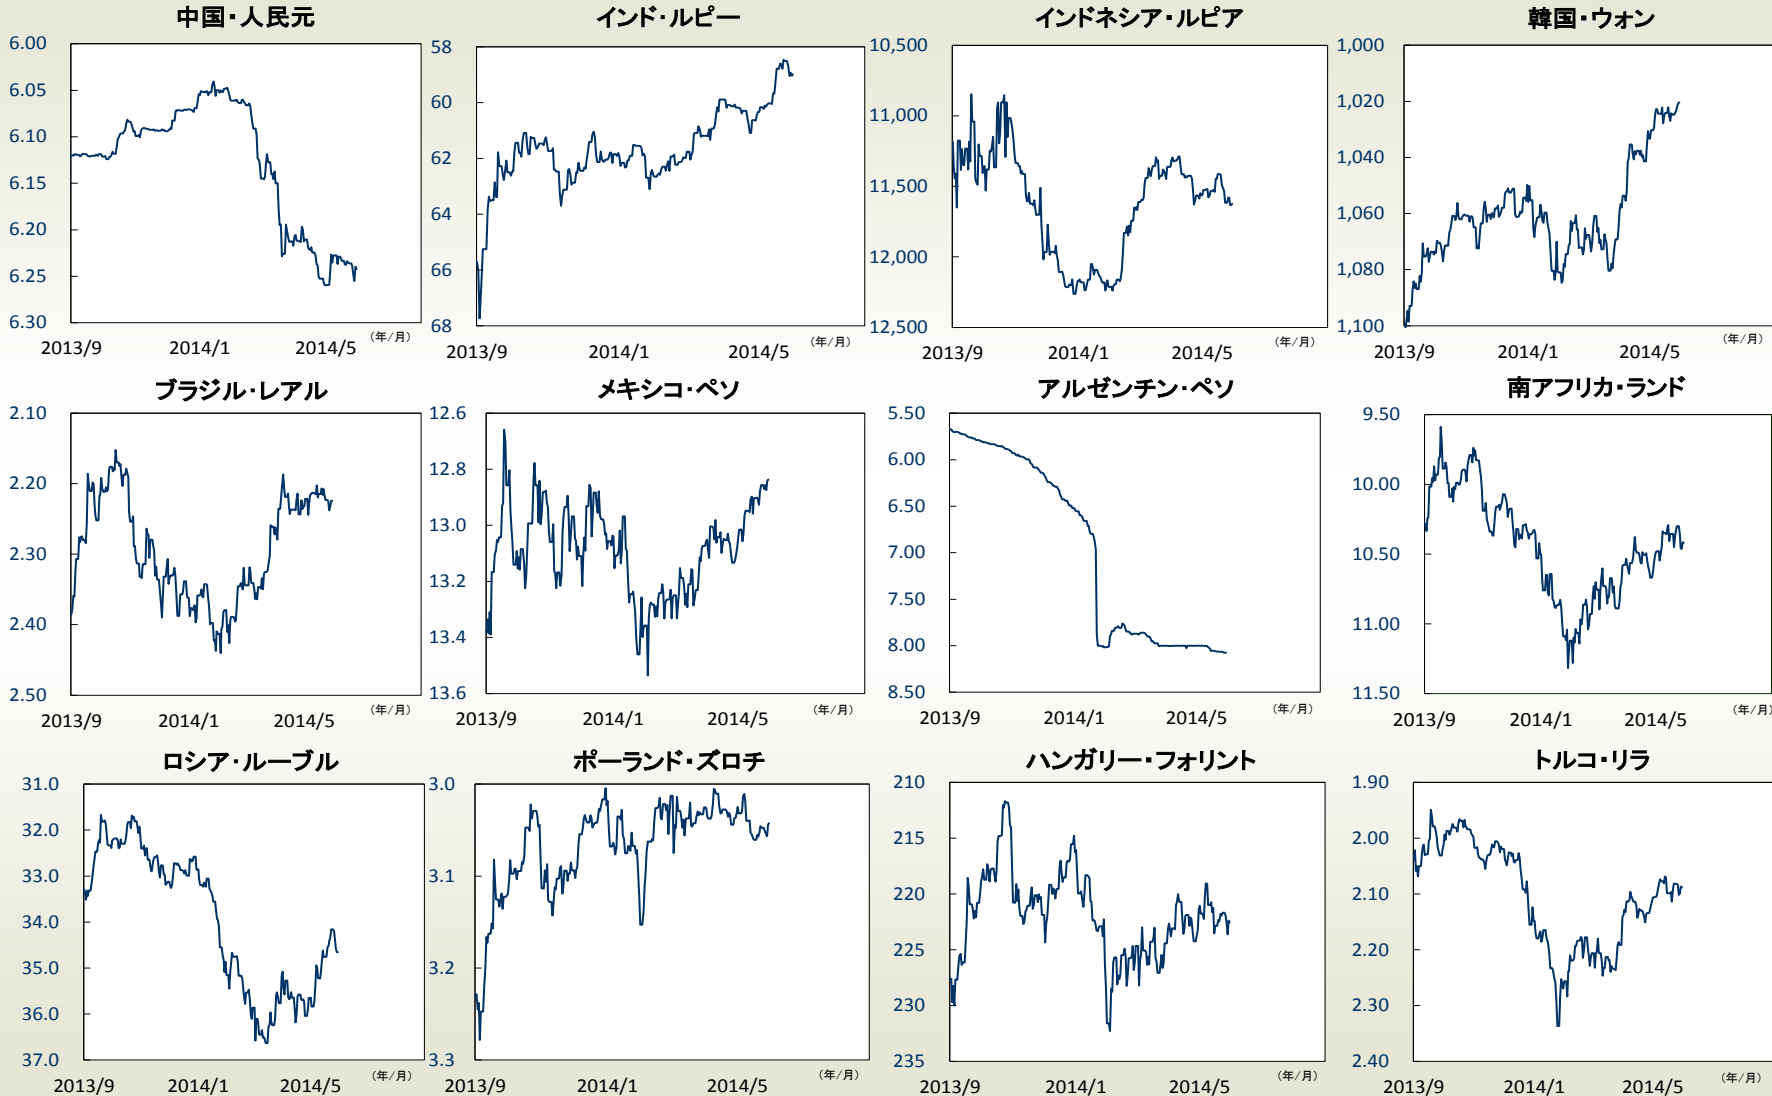 中国・人民元
6.00
6.05
6.10
6.15
6.20
6.25
6.30
2013/9 2014/1 2014/5 (年/月)
インド・ルピー
58
60
62
64
66
68
2013/9 2014/1 2014/5 (年/月)
インドネシア・ルピア
10,500
11,000
11,500
12,000
12,500
2013/9 2014/1 2014/5 (年/月)
韓国・ウォン
1,000
1,020
1,040
1,060
1,080
1,100
2013/9 2014/1 2014/5 (年/月)
ブラジル・レアル
2.10
2.20
2.30
2.40
2.50
2013/9 2014/1 2014/5 (年/月)
メキシコ・ペソ
12.6
12.8
13.0
13.2
13.4
13.6
2013/9 2014/1 2014/5 (年/月)
アルゼンチン・ペソ
5.50
6.00
6.50
7.00
7.50
8.00
8.50
2013/9 2014/1 2014/5 (年/月)
南アフリカ・ランド
9.50
10.00
10.50
11.00
11.50
2013/9 2014/1 2014/5 (年/月)
ロシア・ルーブル
31.0
32.0
33.0
34.0
35.0
36.0
37.0
2013/9 2014/1 2014/5 (年/月)
ポーランド・ズロチ
3.0
3.1
3.2
3.3
2013/9 2014/1 2014/5 (年/月)
ハンガリー・フォリント
210
215
220
225
230
235
2013/9 2014/1 2014/5 (年/月)
トルコ・リラ
1.90
2.00
2.10
2.20
2.30
2.40
2013/9 2014/1 2014/5 (年/月)